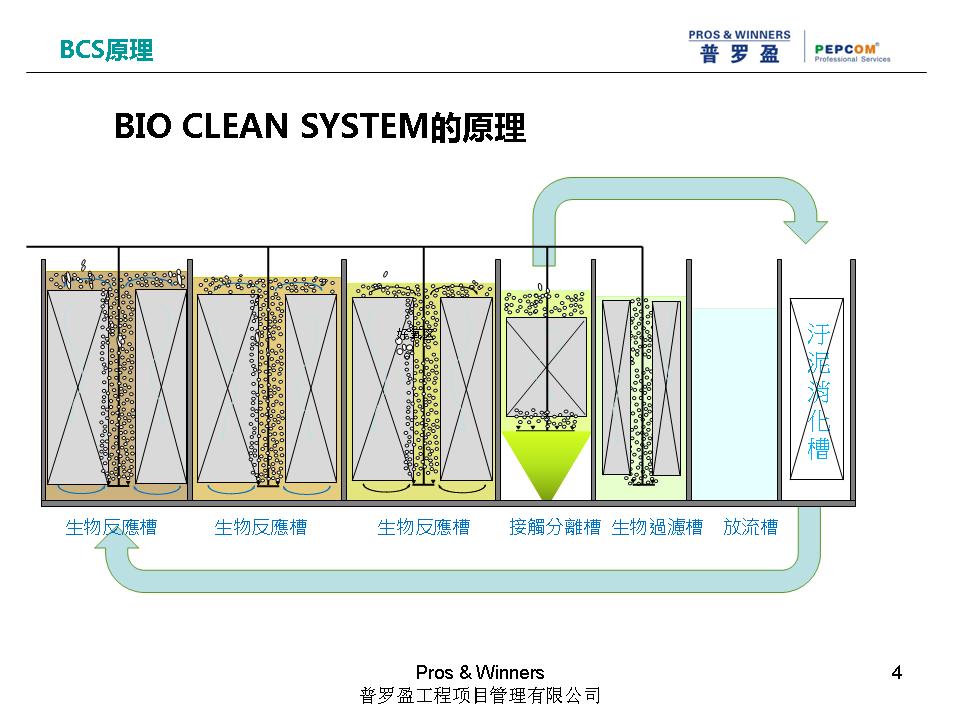 BCS原理
PROS & WINNERS
普罗盈
PEPCOM®
Professional Services
BIO CLEAN SYSTEM的原理
好氧区
汙泥消化槽
生物反應槽
生物反應槽
生物反應槽
接觸分離槽
生物過濾槽
放流槽
Pros & Winners
普罗盈工程项目管理有限公司
4